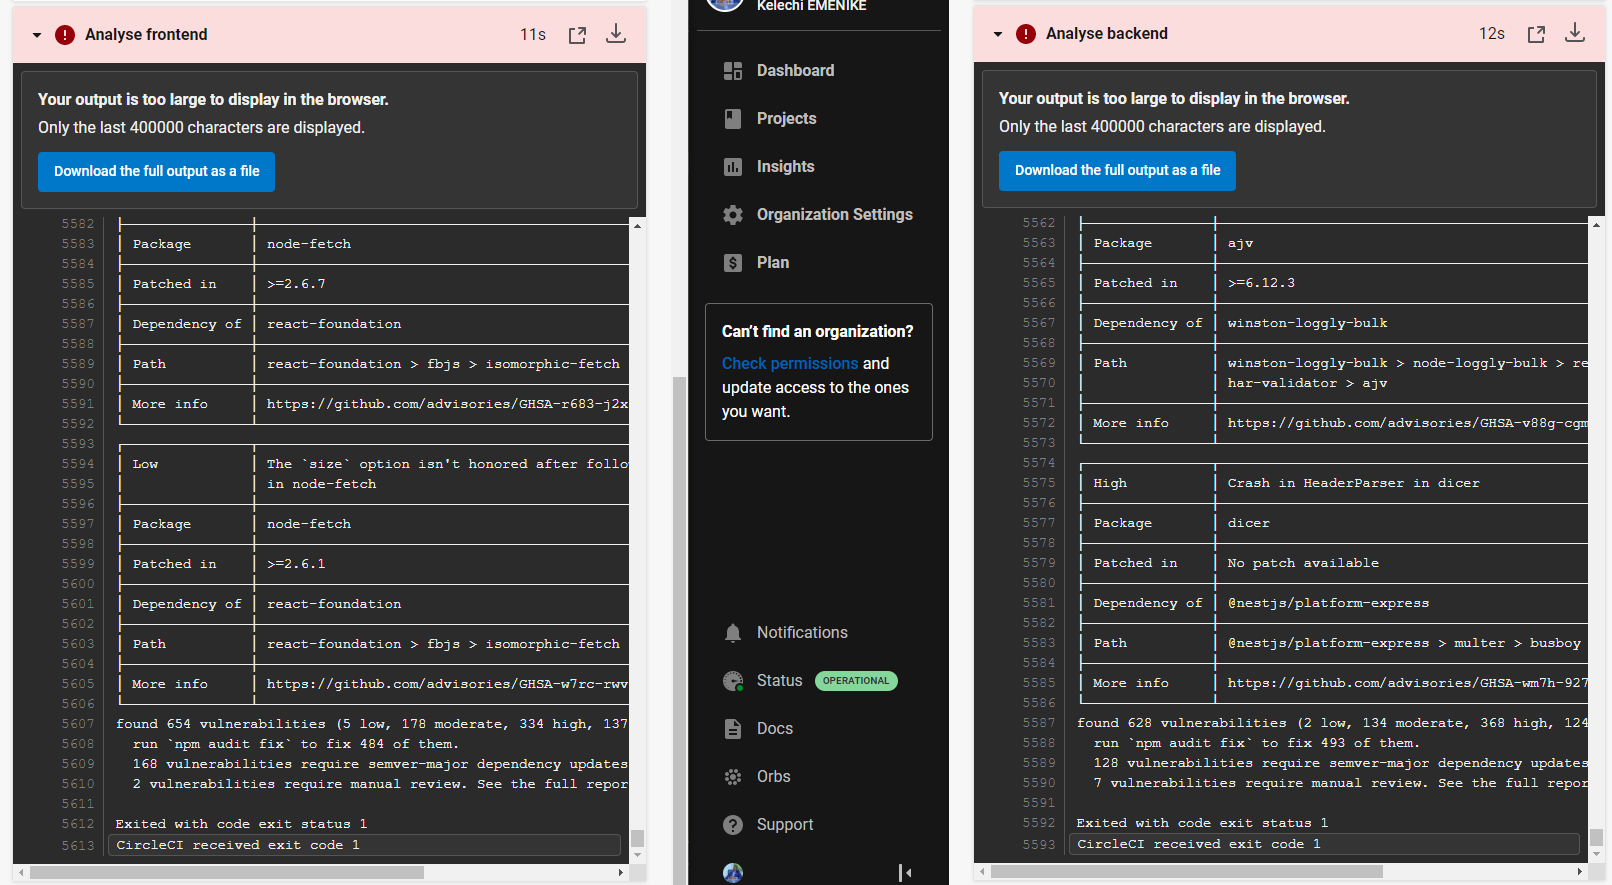 Analyse frontend
11s
Your output is too large to display in the browser.
Only the last 400000 characters are displayed.
Download the full output as a file
5582
5583 Package node-fetch
5584
5585 Patched in >=2.6.7
5586
5587 Dependency of react-foundation
5588
5589 Path react-foundation > fbjs > isomorphic-fetch
5590
5591 More info https://github.com/advisories/GHSA-r683-j2x
5592
5593
5594 Low The `size` option isn't honored after follo
5595 in node-fetch
5596
5597 Package node-fetch
5598
5599 Patched in >=2.6.1
5600
5601 Dependency of react-foundation
5602
5603 Path react-foundation > fbjs > isomorphic-fetch
5604
5605 More info https://github.com/advisories/GHSA-w7rc-rwv
5606
5607 found 654 vulnerabilities (5 low, 178 moderate, 334 high, 137
5608 run `npm audit fix` to fix 484 of them.
5609 168 vulnerabilities require semver-major dependency updates
5610 2 vulnerabilities require manual review. See the full repor
5611
5612 Exited with code exit status 1
5613 CircleCI received exit code 1
Kelechi EMENIKE
Dashboard
Projects
Insights
Organization Settings
Plan
Can't find an organization?
Check permissions and
update access to the ones
you want.
Notifications
Status OPERATIONAL
Docs
Orbs
Support
Analyse backend
12s
Your output is too large to display in the browser.
Only the last 400000 characters are displayed.
Download the full output as a file
5562
5563 Package ajv
5564
5565 Patched in >=6.12.3
5566
5567 Dependency of winston-loggly-bulk
5568
5569 Path winston-loggly-bulk > node-loggly-bulk > re
5570 har-validator > ajv
5571
5572 More info https://github.com/advisories/GHSA-v88g-cgm
5573
5574
5575 High Crash in HeaderParser in dicer
5576
5577 Package dicer
5578
5579 Patched in No patch available
5580
5581 Dependency of @nestjs/platform-express
5582
5583 Path @nestjs/platform-express > multer > busboy
5584
5585 More info https://github.com/advisories/GHSA-wm7h-927
5586
5587 found 628 vulnerabilities (2 low, 134 moderate, 368 high, 124
5588 run `npm audit fix` to fix 493 of them.
5589 128 vulnerabilities require semver-major dependency updates
5590 7 vulnerabilities require manual review. See the full repor
5591
5592 Exited with code exit status 1
5593 CircleCI received exit code 1